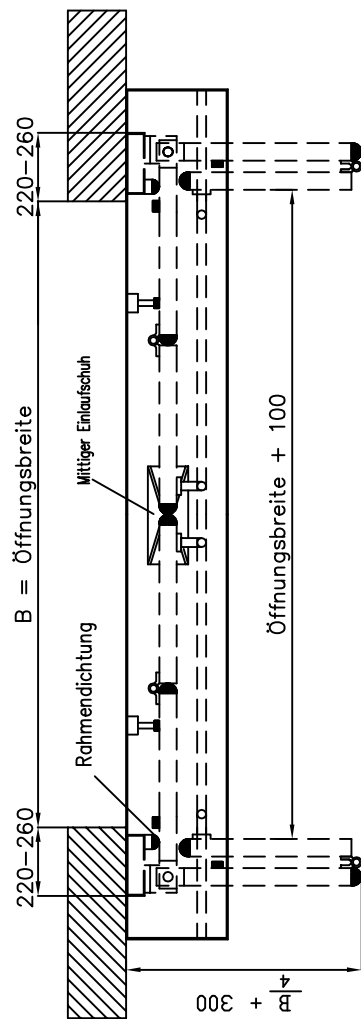 220-260
B = Öffnungsbreite
220-260
Mittiger Einlaufschuh
Rahmendichtung
Öffnungsbreite + 100
B/4 + 300